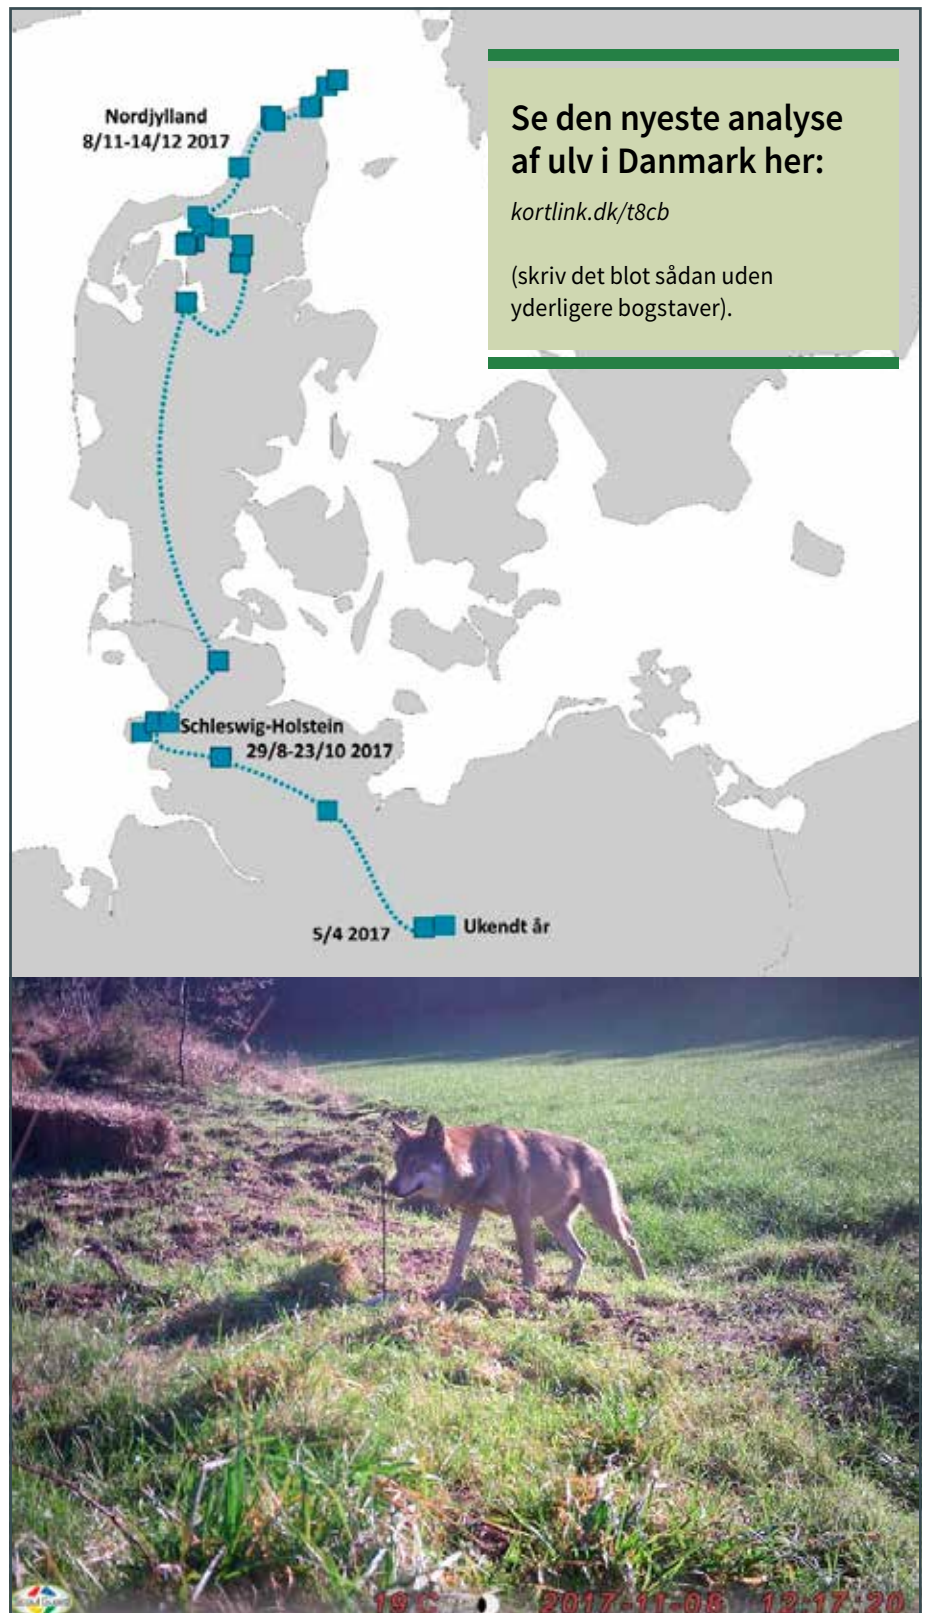 Nordjylland
8/11-14/12 2017
Se den nyeste analyse
af ulv i Danmark her:
kortlink.dk/t8cb
(skriv det blot sådan uden
yderligere bogstaver).
Schleswig-Holstein
29/8-23/10 2017
5/4 2017
Ukendt år
ScoutGuard
19°C 2017-11-08 12:17:20